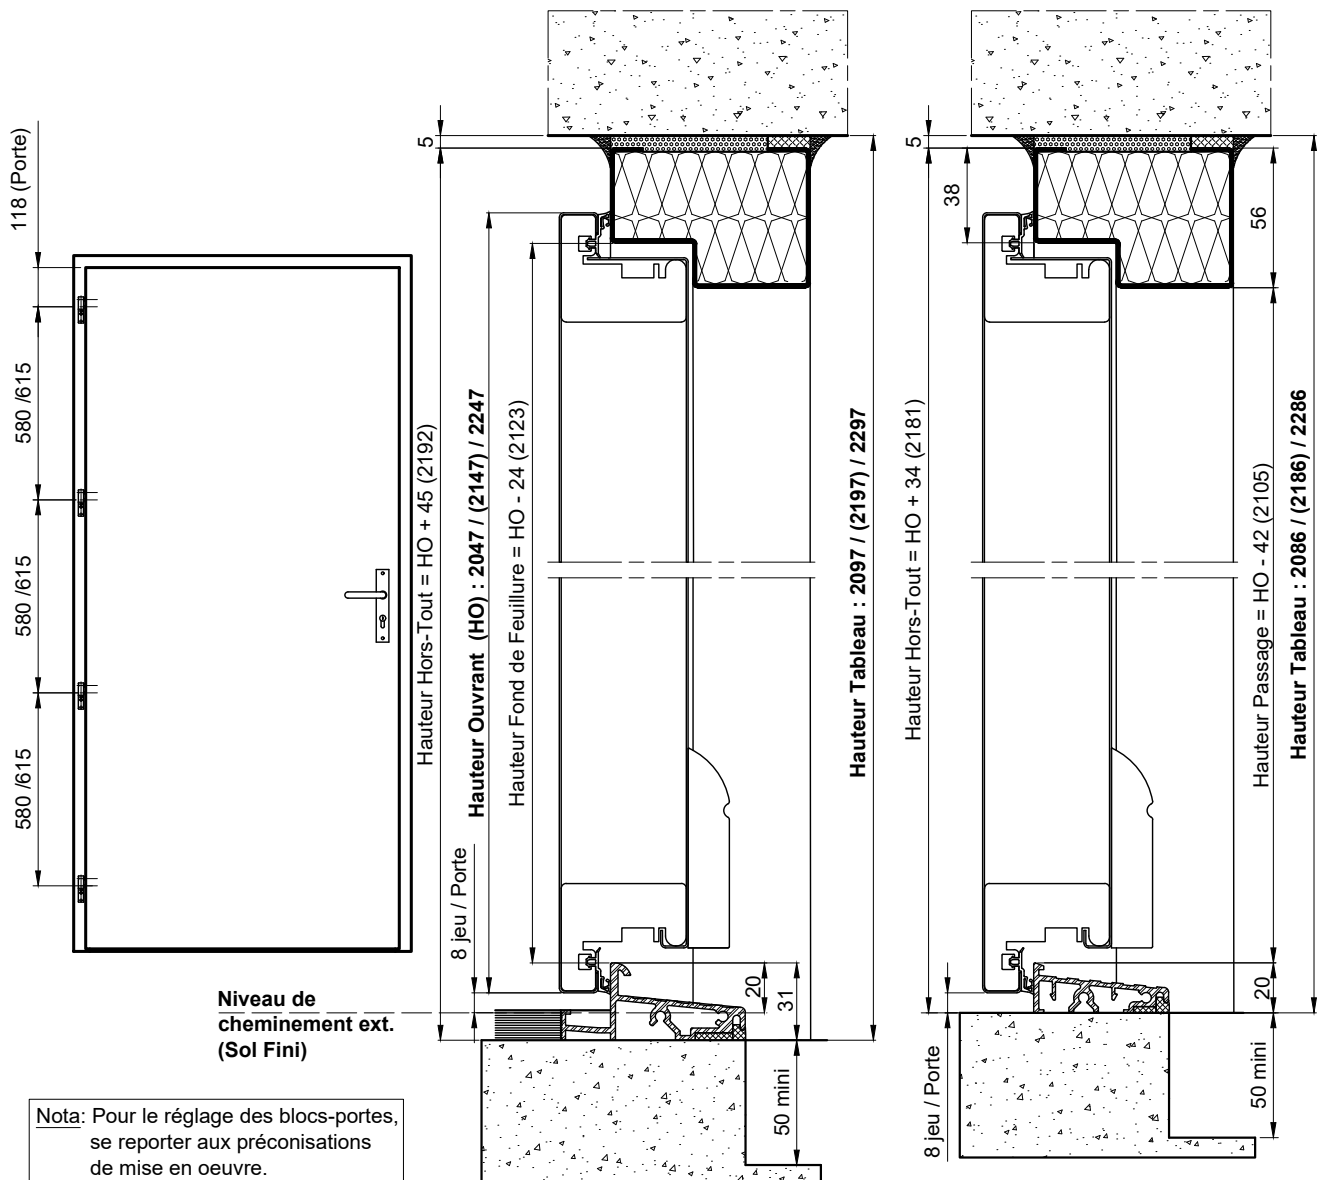 118 (Porte)
580 /615
580 /615
580 /615
Hauteur Hors-Tout = HO + 45 (2192)
5
Hauteur Ouvrant (HO) : 2047 / (2147) / 2247
Hauteur Fond de Feuillure = HO - 24 (2123)
8 jeu / Porte
Hauteur Tableau : 2097 / (2197) / 2297
20
31
50 mini
Niveau de
cheminement ext.
(Sol Fini)
Nota: Pour le réglage des blocs-portes,
se reporter aux préconisations
de mise en oeuvre.
5
38
56
Hauteur Hors-Tout = HO + 34 (2181)
Hauteur Passage = HO - 42 (2105)
Hauteur Tableau : 2086 / (2186) / 2286
20
8 jeu / Porte
50 mini